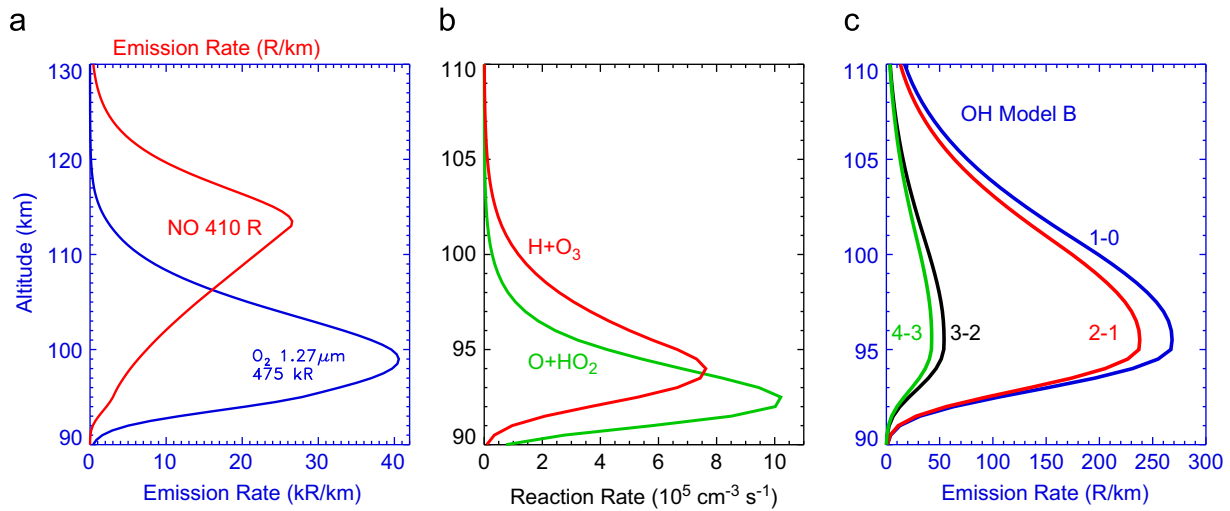 a
b
c
Emission Rate (R/km)
130
120
110
100
90
Altitude (km)
NO 410 R
O₂ 1.27μm
475 kR
0
10
20
30
40
Emission Rate (kR/km)
110
105
100
95
90
H+O₃
O+HO₂
0
2
4
6
8
10
Reaction Rate (10⁵ cm⁻³ s⁻¹)
110
105
100
95
90
OH Model B
1-0
4-3
3-2
2-1
0
50
100
150
200
250
300
Emission Rate (R/km)